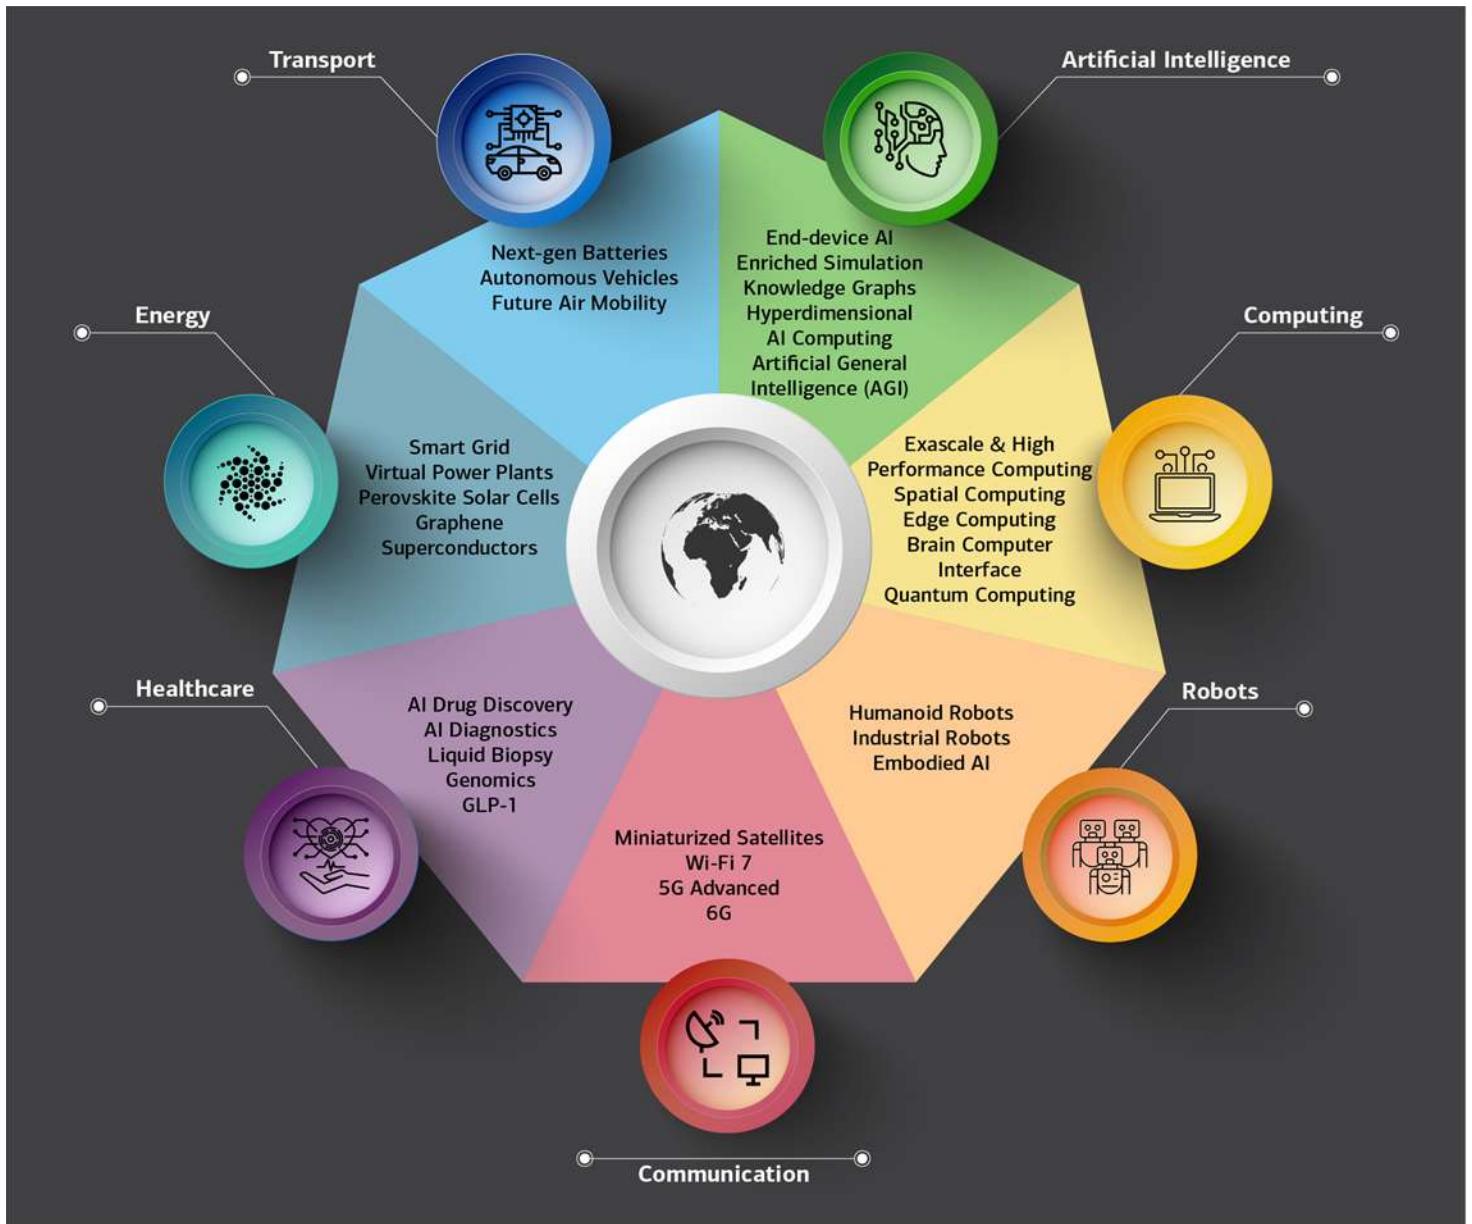 Transport
Artificial Intelligence
Next-gen Batteries
Autonomous Vehicles
Future Air Mobility
End-device AI
Enriched Simulation
Knowledge Graphs
Hyperdimensional
AI Computing
Artificial General
Intelligence (AGI)
Energy
Computing
Smart Grid
Virtual Power Plants
Perovskite Solar Cells
Graphene
Superconductors
Exascale & High
Performance Computing
Spatial Computing
Edge Computing
Brain Computer
Interface
Quantum Computing
Healthcare
Robots
AI Drug Discovery
AI Diagnostics
Liquid Biopsy
Genomics
GLP-1
Humanoid Robots
Industrial Robots
Embodied AI
Miniaturized Satellites
Wi-Fi 7
5G Advanced
6G
Communication